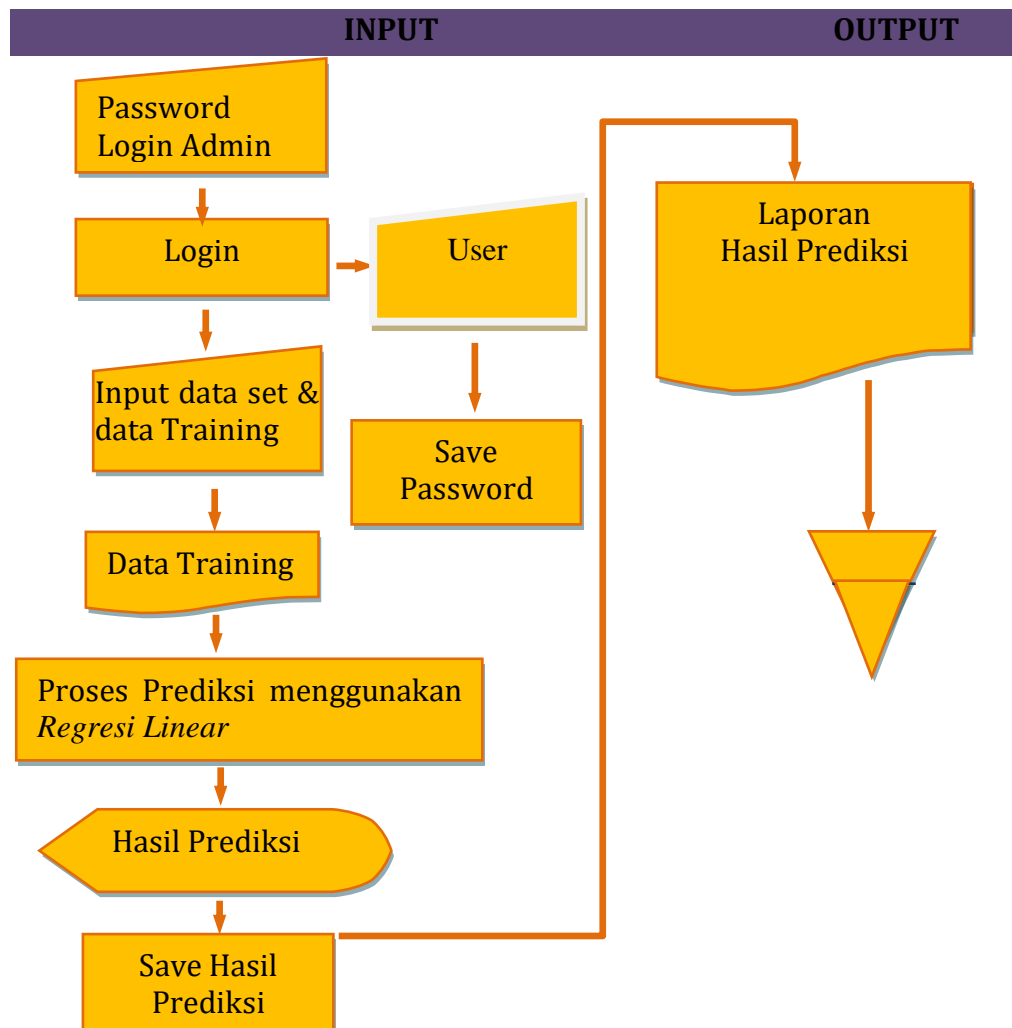 INPUT
OUTPUT
Password
Login Admin
Login
User
Input data set &
data Training
Save
Password
Data Training
Proses Prediksi menggunakan
Regresi Linear
Hasil Prediksi
Save Hasil
Prediksi
Laporan
Hasil Prediksi